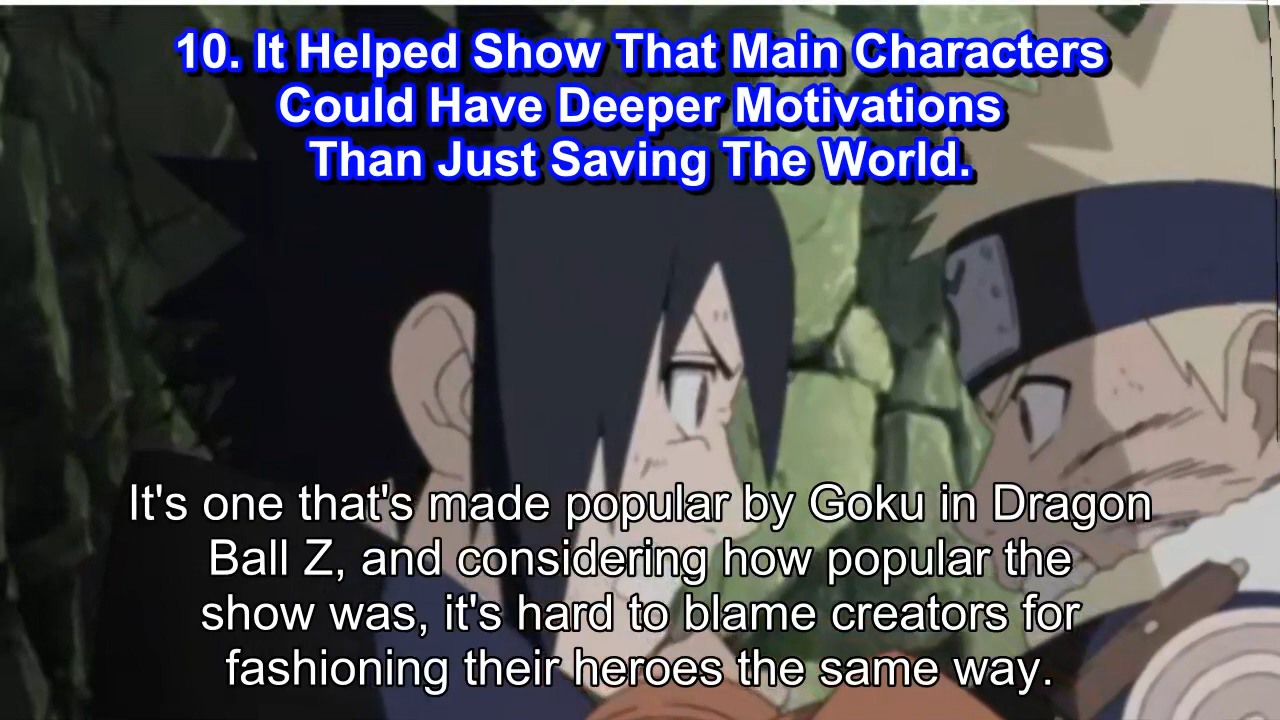 10. It Helped Show That Main Characters
Could Have Deeper Motivations
Than Just Saving The World.
It's one that's made popular by Goku in Dragon
Ball Z, and considering how popular the
show was, it's hard to blame creators for
fashioning their heroes the same way.